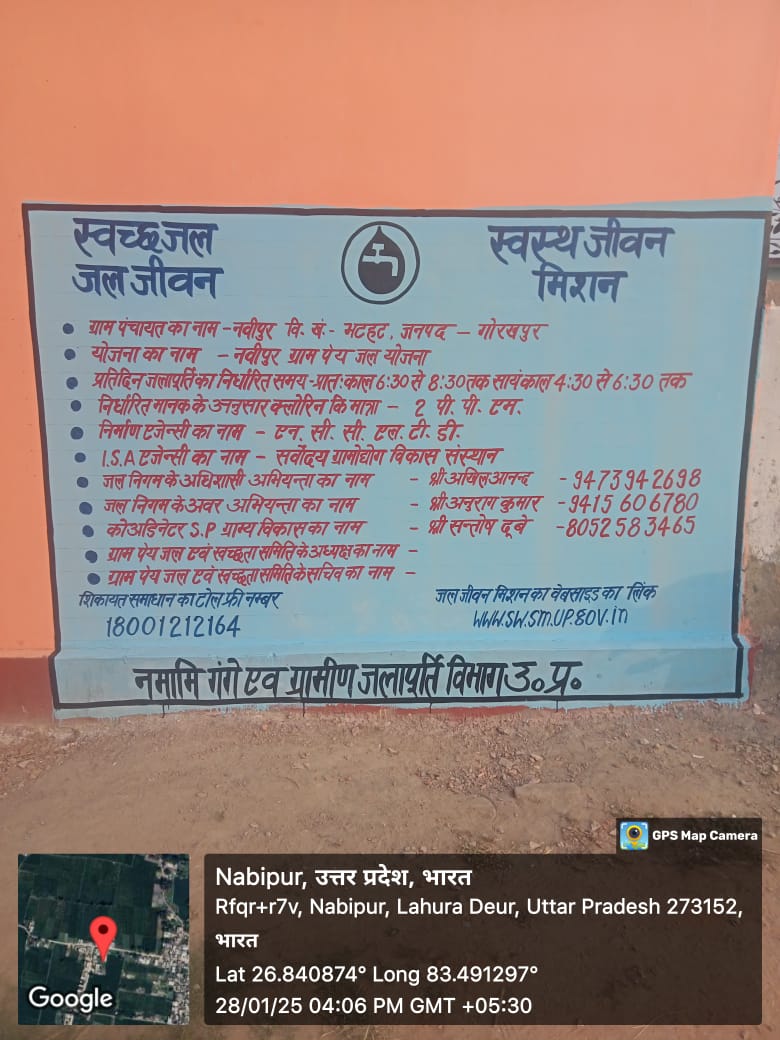 स्वच्छ जल
जल जीवन
स्वस्थ जीवन
मिशन
● ग्राम पंचायत का नाम - नवीपुर वि. खं.- भटहट, जनपद - गोरखपुर
● योजना का नाम - नवीपुर ग्राम पेय जल योजना
● प्रतिदिन जलापूर्ति का निर्धारित समय - प्रात: काल 6:30 से 8:30 तक सायं काल 4:30 से 6:30 तक
● निर्धारित मानक के अनुसार क्लोरिन कि मात्रा - 2 पी. पी. एम.
● निर्माण एजेन्सी का नाम - एन. सी. सी. एल. टी. डी.
● I.S.A एजेन्सी का नाम - सर्वोदय ग्रामोद्योग विकास संस्थान
● जल निगम के अधिशासी अभियन्ता का नाम - श्री अखिल आनन्द - 9473942698
● जल निगम के अवर अभियन्ता का नाम - श्री अनुराग कुमार - 9415606780
● कोअडिनेटर S.P ग्राम्य विकास का नाम - श्री सन्तोष दूबे - 8052583465
● ग्राम पेय जल एवं स्वच्छता समिति के अध्यक्ष का नाम -
● ग्राम पेय जल एवं स्वच्छता समिति के सचिव का नाम -
शिकायत समाधान का टोल फ्री नम्बर
18001212164
जल जीवन मिशन का वेबसाइड का लिंक
www.swsm.up.gov.in
नमामि गंगे एव ग्रामीण जलापूर्ति विभाग उ. प्र.
GPS Map Camera
Nabipur, उत्तर प्रदेश, भारत
Rfqr+r7v, Nabipur, Lahura Deur, Uttar Pradesh 273152,
भारत
Lat 26.840874° Long 83.491297°
28/01/25 04:06 PM GMT +05:30
Google